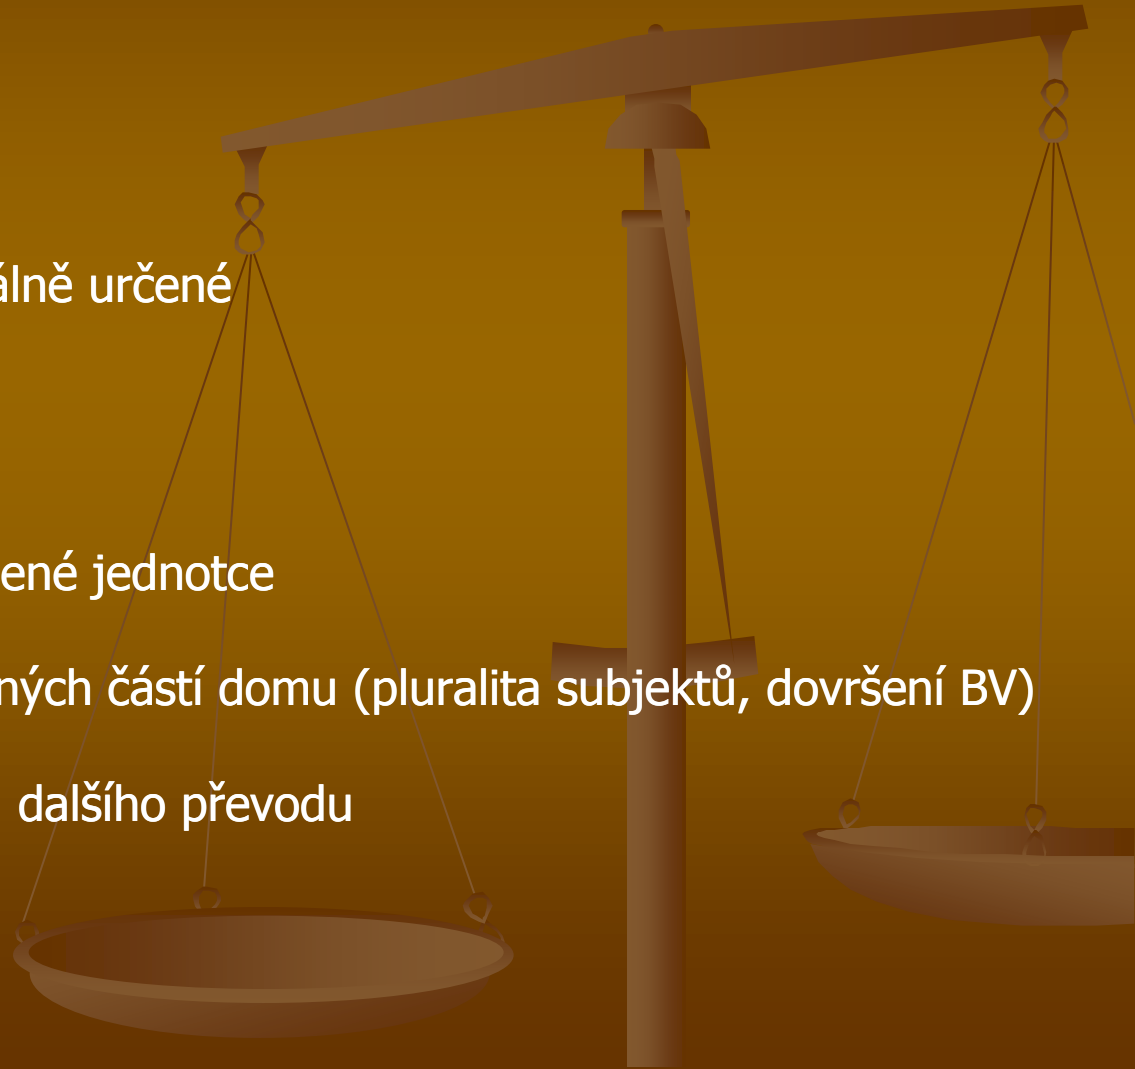 álně určené
ené jednotce
ných částí domu (pluralita subjektů, dovršení BV)
dalšího převodu